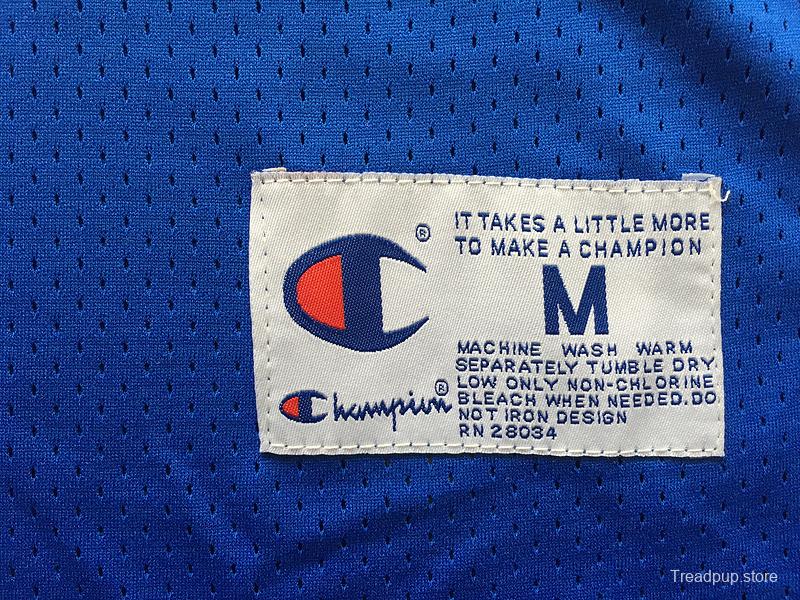 IT TAKES A LITTLE MORE
TO MAKE A CHAMPION
M
MACHINE WASH WARM
SEPARATELY TUMBLE DRY
LOW ONLY NON-CHLORINE
BLEACH WHEN NEEDED.DO
NOT IRON DESIGN
RN 28034
®
Champion®
Treadpup.store